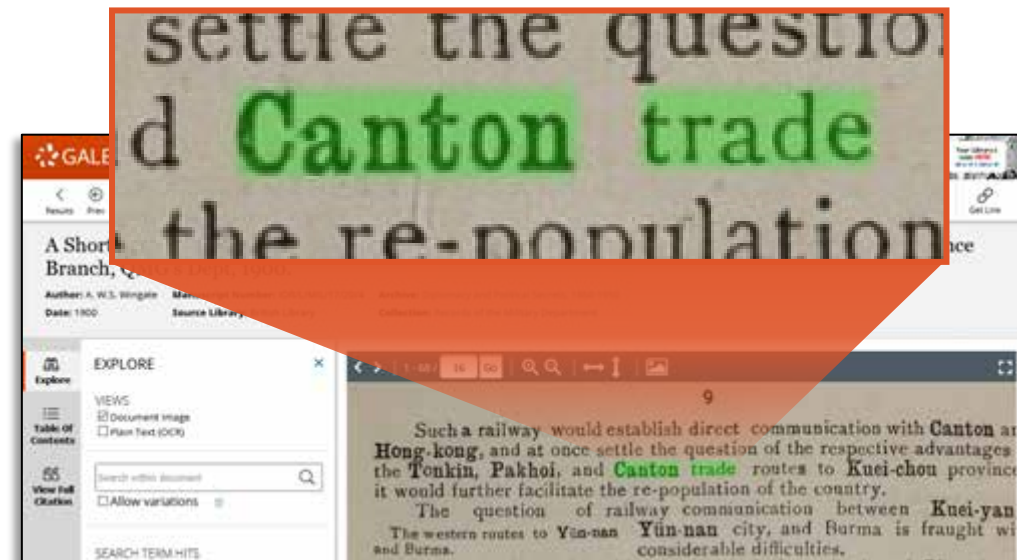 settle the questio
d Canton trade
the re-population
GALE
Results
Prev
Get Link
A Short
nce
Branch, Q
Dept. 1900.
Author: A. W.S. Wingate
Date: 1900
Source Library
Explore
Table Of Contents
View Full Citation
EXPLORE
VIEWS
Document Image
Plain Text (OCR)
Search within document
Allow variations
SEARCH TERM HITS
16 Go
9
Such a railway would establish direct communication with Canton an
Hong-kong, and at once settle the question of the respective advantages
the Tonkin, Pakhoi, and Canton trade routes to Kuei-chou province
it would further facilitate the re-population of the country.
The question of railway communication between Kuei-yan
The western routes to Yün-nan
and Burma.
Yün-nan city, and Burma is fraught wi
considerable difficulties.